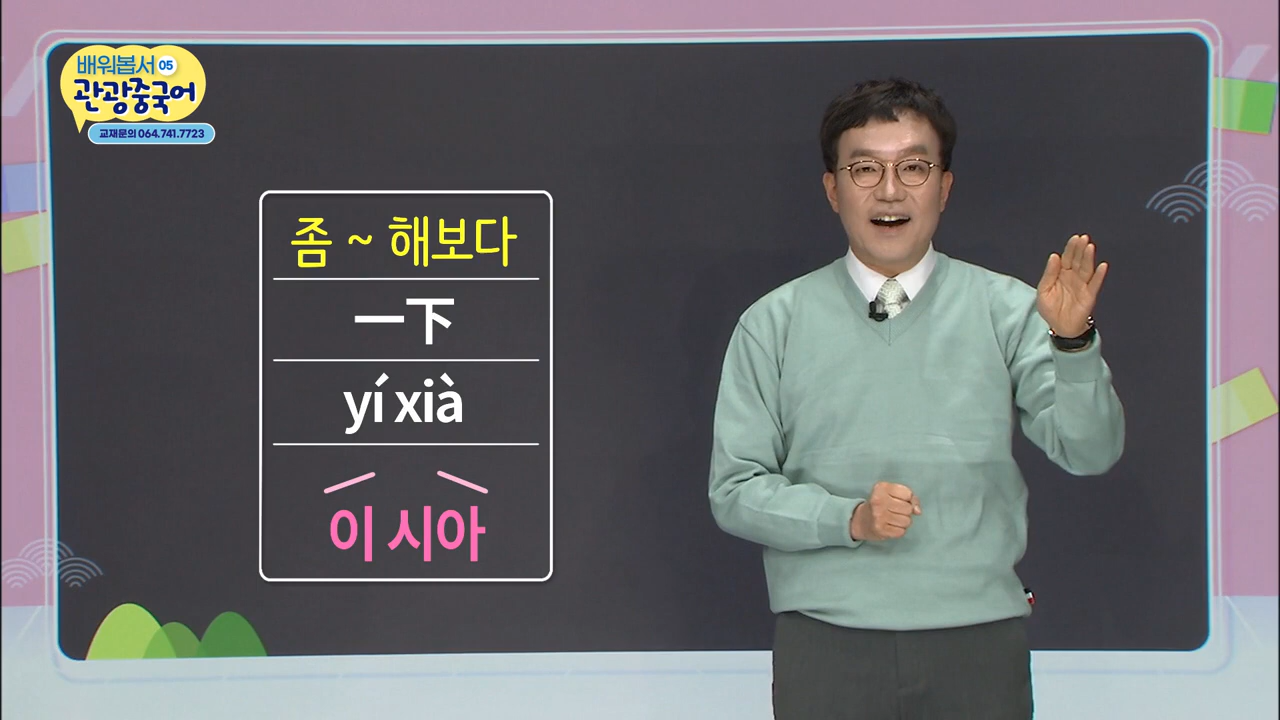 배워봅서 05
관광중국어
교재문의 064.741.7723
좀 ~ 해보다
一下
yí xià
이 시아